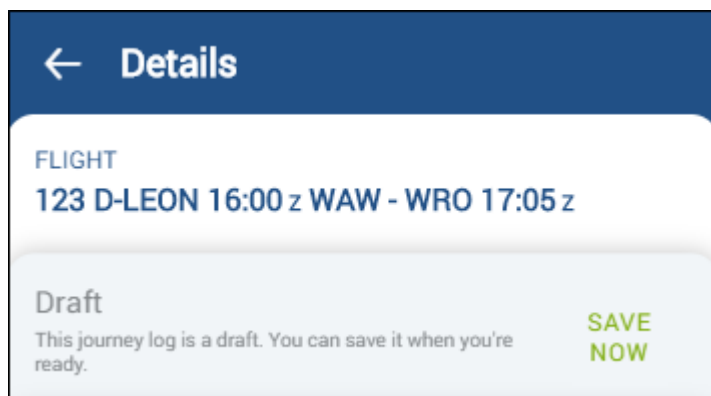 Details
FLIGHT
123 D-LEON 16:00 z WAW - WRO 17:05 z
Draft
This journey log is a draft. You can save it when you're
ready.
SAVE
NOW